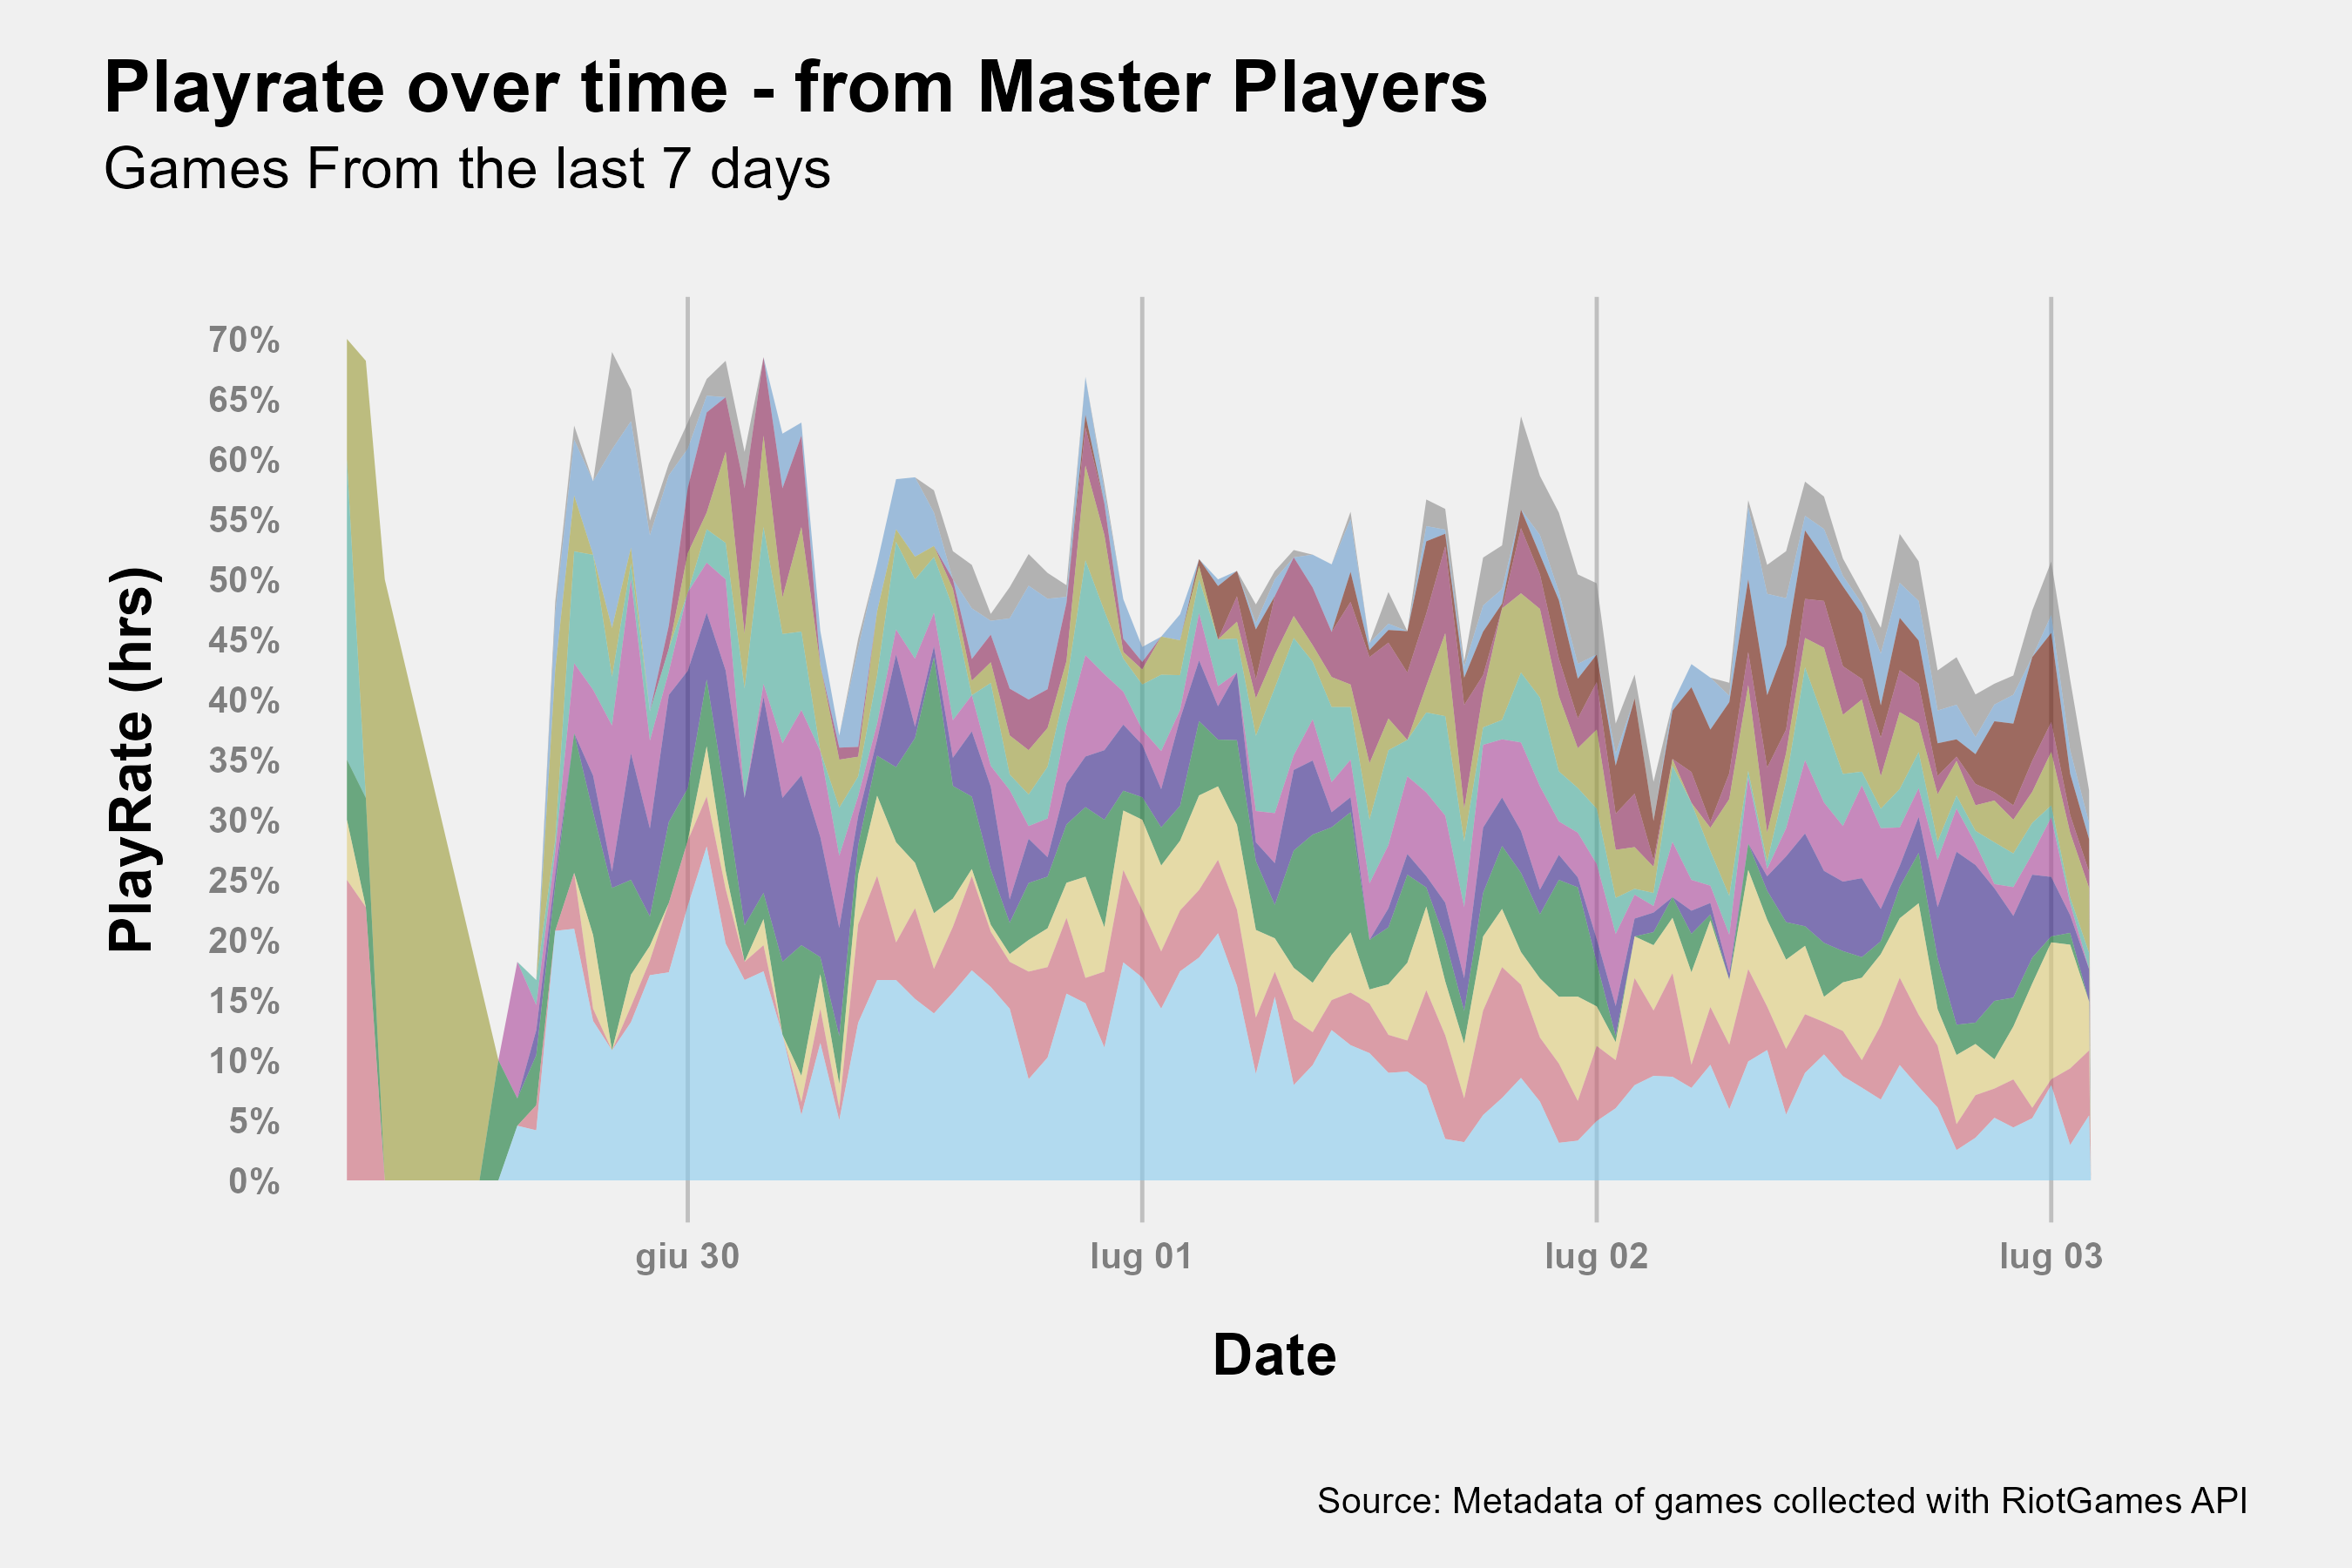 Playrate over time - from Master Players
Games From the last 7 days
PlayRate (hrs)
70%
65%
60%
55%
50%
45%
40%
35%
30%
25%
20%
15%
10%
5%
0%
giu 30
lug 01
lug 02
lug 03
Date
Source: Metadata of games collected with RiotGames API